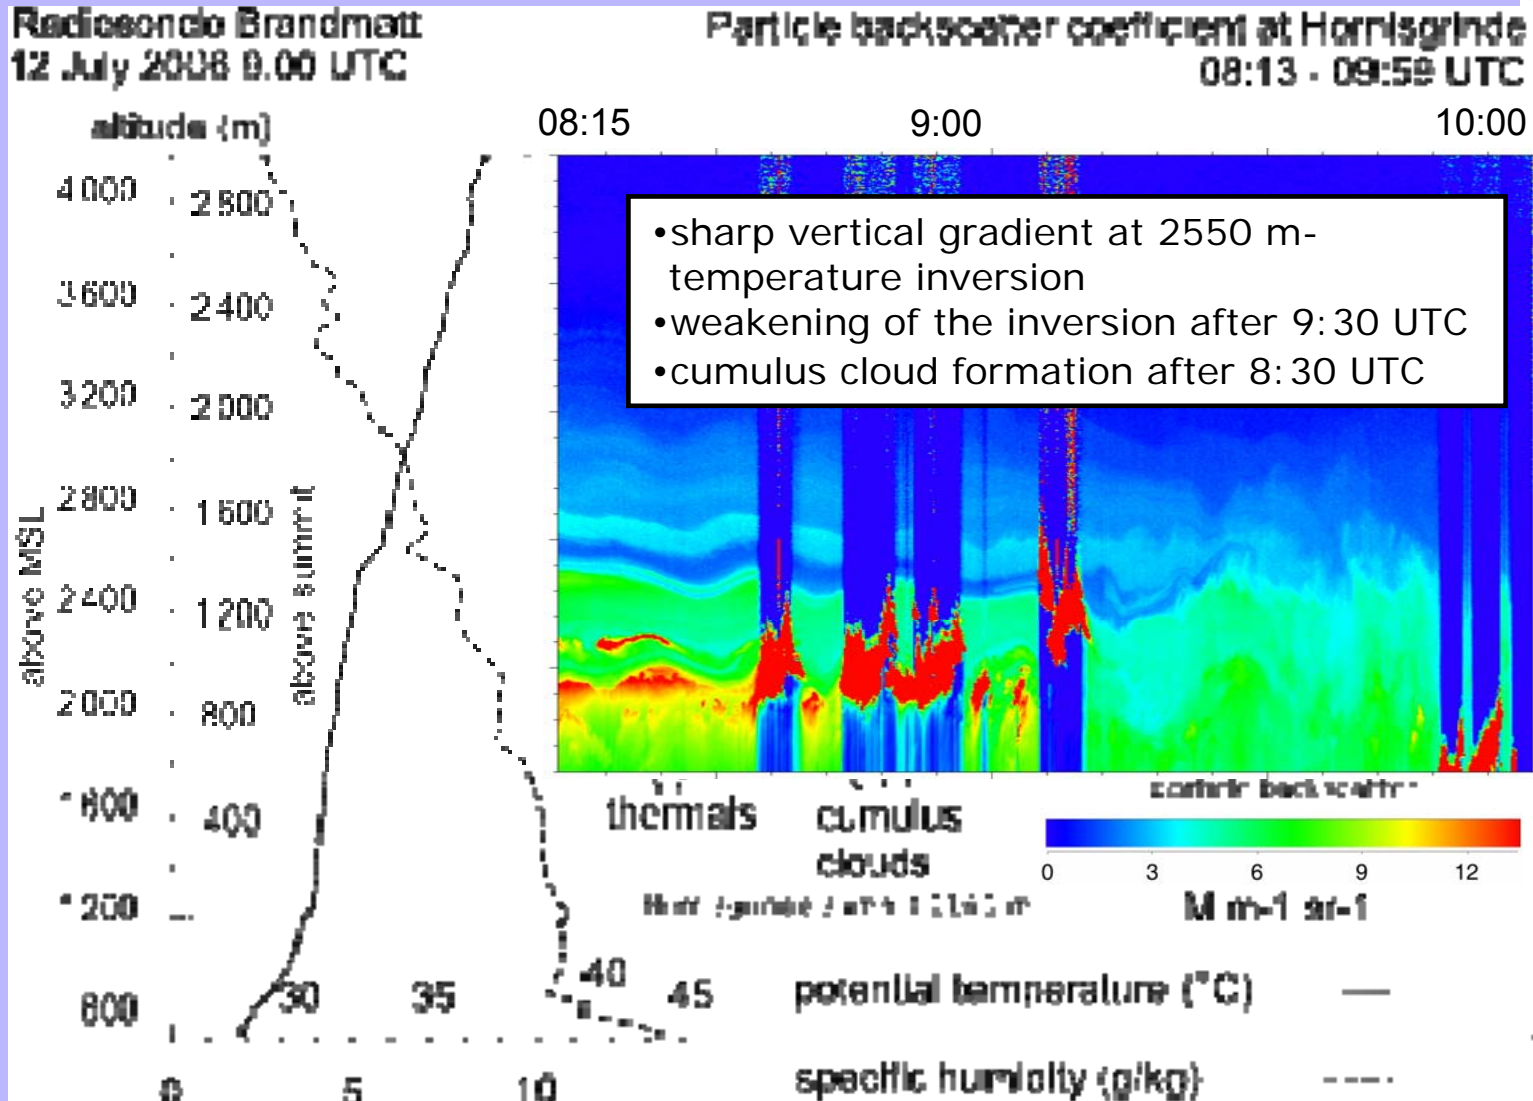 Radiosonde Brandmatt
12 July 2008 9.00 UTC
Particle backscatter coefficient at Hornisgrinde
08:13 - 09:59 UTC
altitude (m)
08:15 9:00 10:00
4000 2800
3600 2400
3200 2000
2800 1600
2400 1200
2000 800
1600 400
1200
800
above MSL
above summit
•sharp vertical gradient at 2550 m-
temperature inversion
•weakening of the inversion after 9:30 UTC
•cumulus cloud formation after 8:30 UTC
thermals
cumulus
clouds
particle backscatter
0 3 6 9 12
M m-1 sr-1
30 35 40 45
0 5 10
potential temperature (°C)
specific humidity (g/kg)